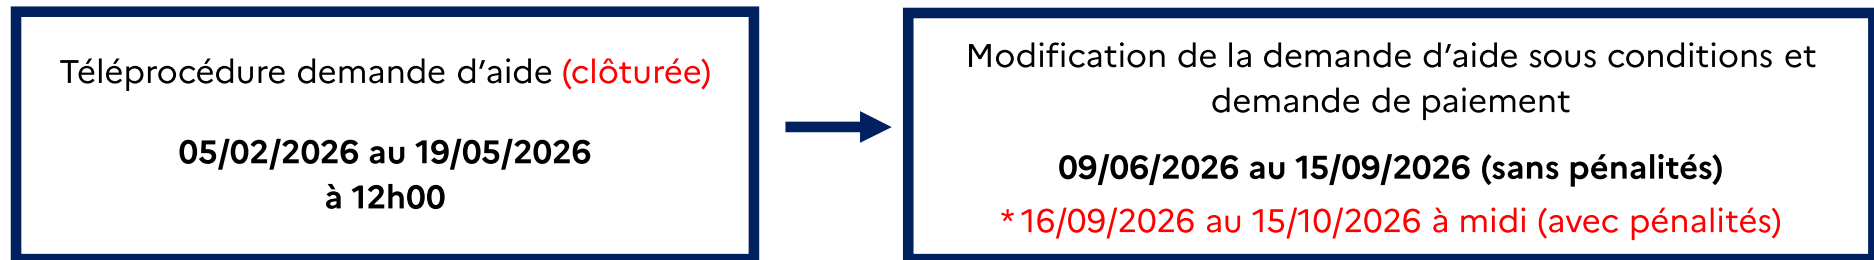 Téléprocédure demande d’aide (clôturée)
05/02/2026 au 19/05/2026
à 12h00
Modification de la demande d’aide sous conditions et
demande de paiement
09/06/2026 au 15/09/2026 (sans pénalités)
* 16/09/2026 au 15/10/2026 à midi (avec pénalités)